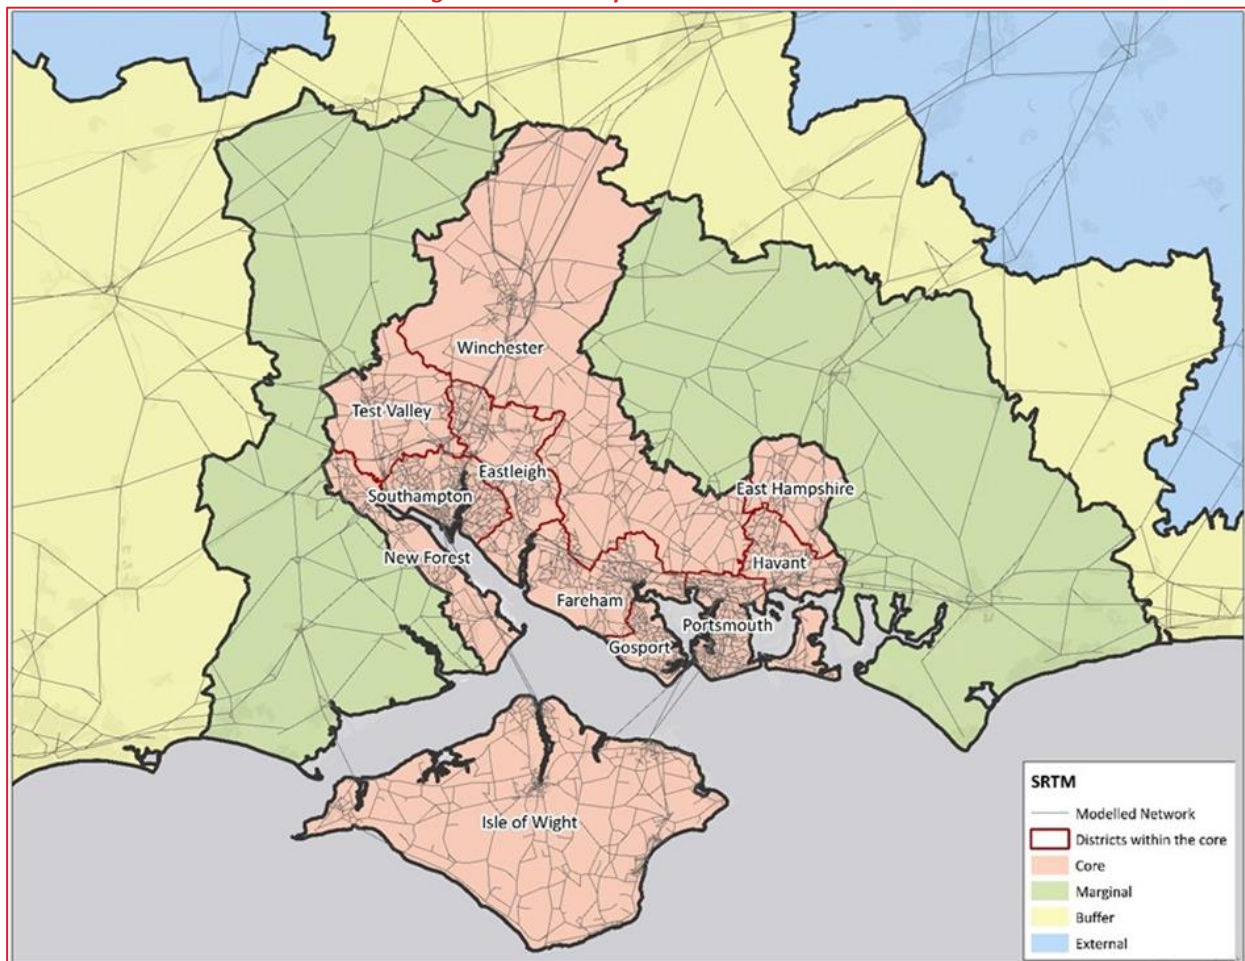 Winchester
Test Valley
Eastleigh
East Hampshire
Southampton
New Forest
Havant
Fareham
Portsmouth
Gosport
Isle of Wight
SRTM
Modelled Network
Districts within the core
Core
Marginal
Buffer
External